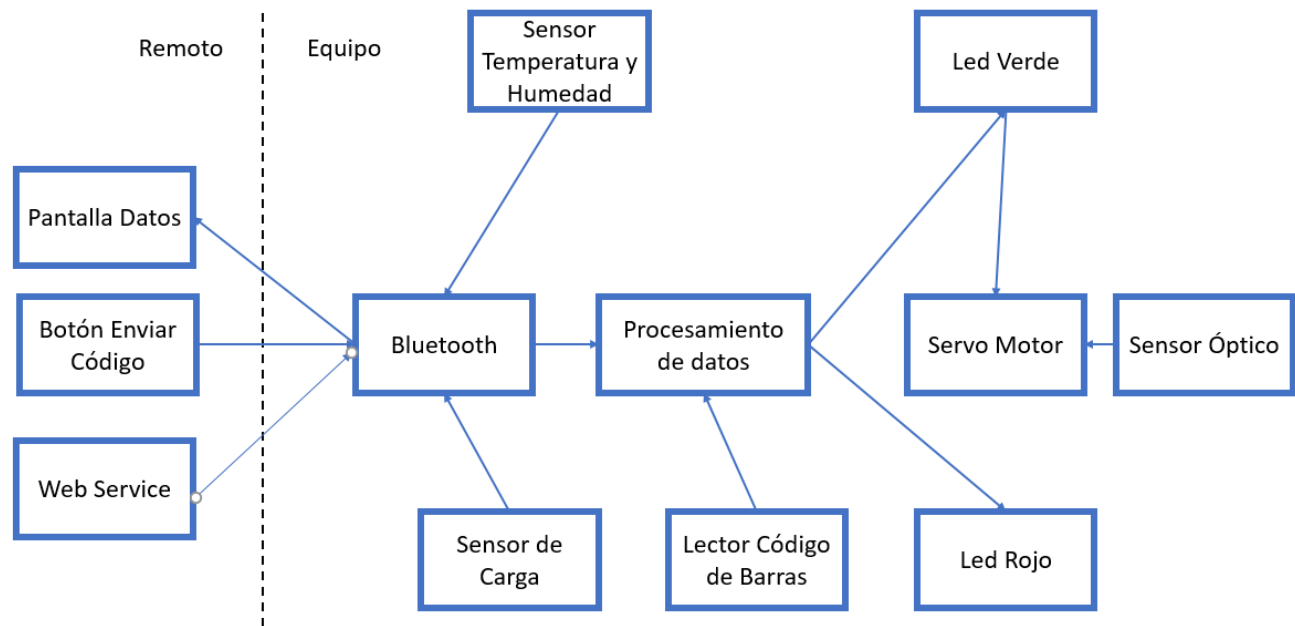 Remoto
Equipo
Sensor
Temperatura y
Humedad
Led Verde
Pantalla Datos
Botón Enviar
Código
Bluetooth
Procesamiento
de datos
Servo Motor
Sensor Óptico
Web Service
Sensor de
Carga
Lector Código
de Barras
Led Rojo